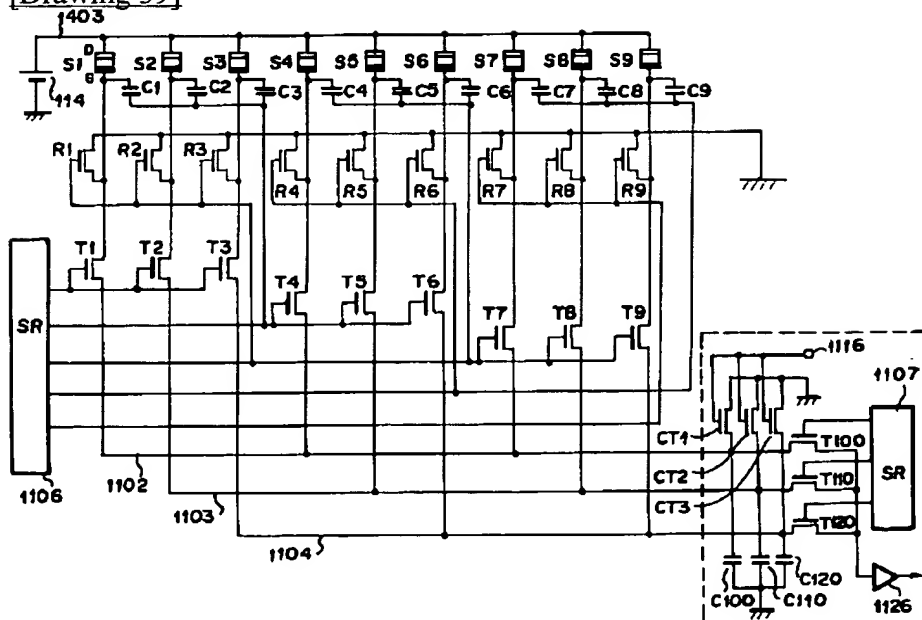 [Drawing 39]
1403
D
S1 S2 S3 S4 S5 S6 S7 S8 S9
G
114
C1 C2 C3 C4 C5 C6 C7 C8 C9
R1 R2 R3 R4 R5 R6 R7 R8 R9
T1 T2 T3
SR
T4 T5 T6
T7 T8 T9
1116
1107
CT1
T100
CT2
SR
1102
T110
CT3
1106
1103
T120
1104
C120
C100 C110
1126